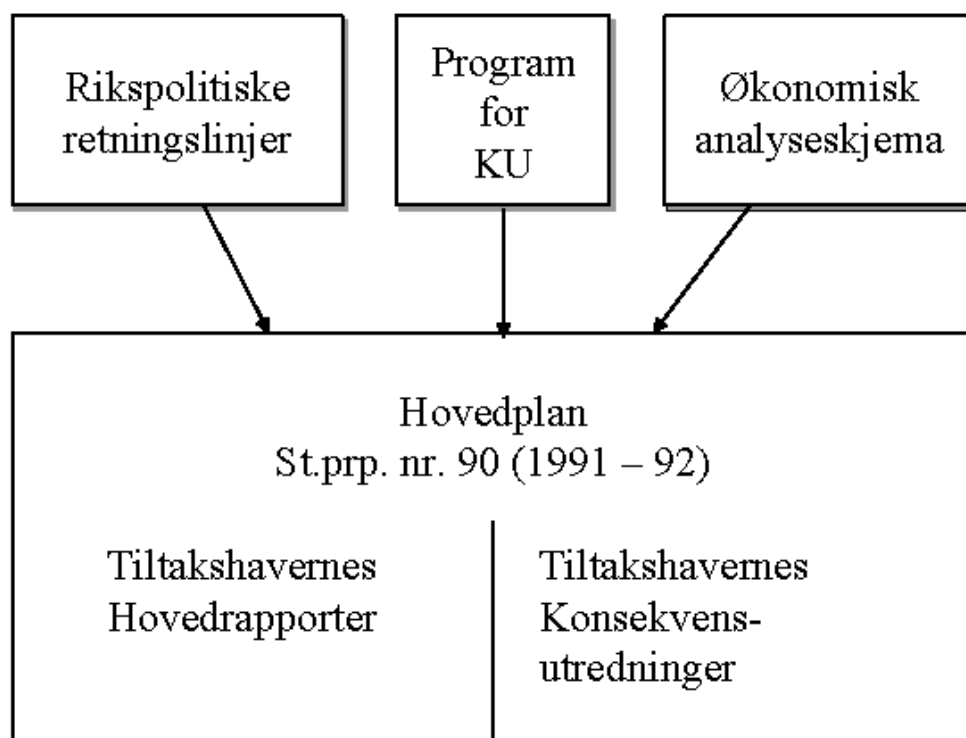 Rikspolitiske
retningslinjer
Program
for
KU
Økonomisk
analyseskjema
Hovedplan
St.prp. nr. 90 (1991 – 92)
Tiltakshavernes
Hovedrapporter
Tiltakshavernes
Konsekvens-
utredninger